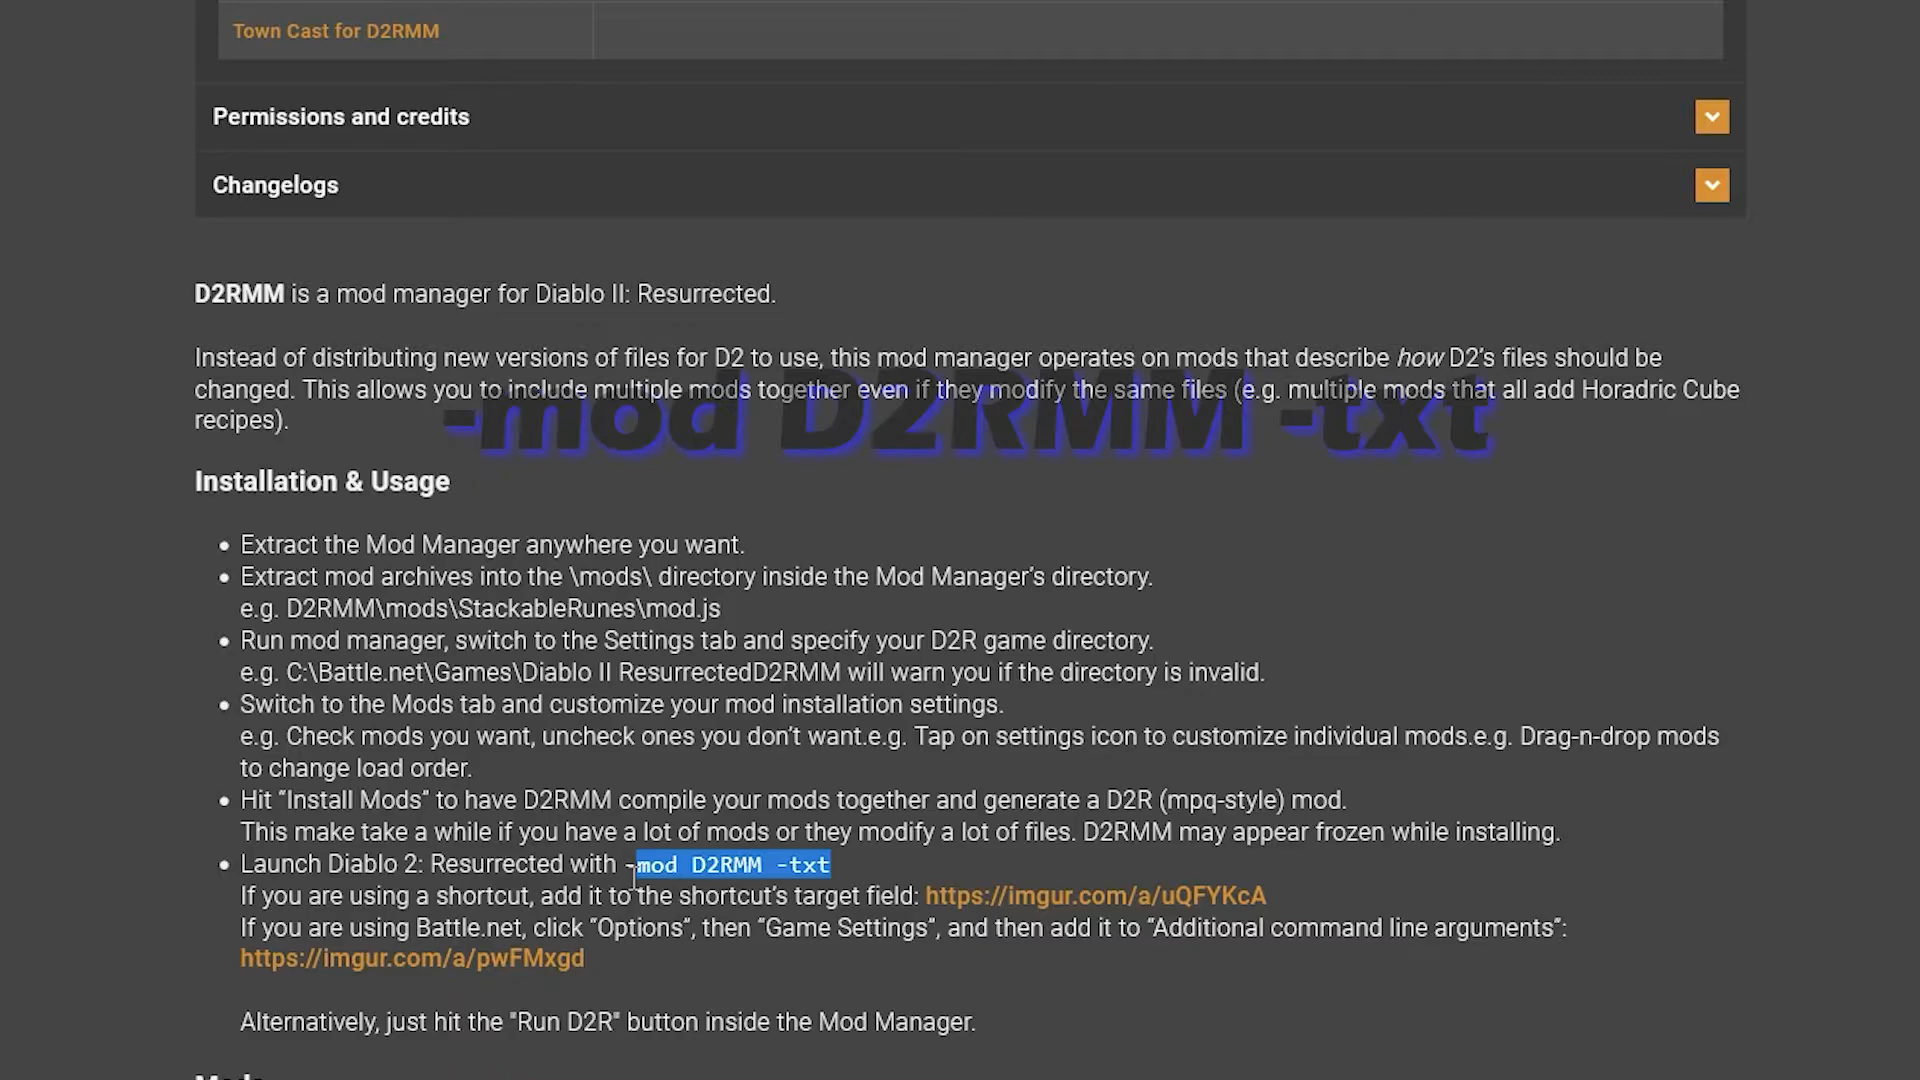 Town Cast for D2RMM
Permissions and credits
Changelogs
D2RMM is a mod manager for Diablo II: Resurrected.
Instead of distributing new versions of files for D2 to use, this mod manager operates on mods that describe how D2's files should be
changed. This allows you to include multiple mods together even if they modify the same files (e.g. multiple mods that all add Horadric Cube
recipes).
-mod D2RMM -txt
Installation & Usage
• Extract the Mod Manager anywhere you want.
• Extract mod archives into the \mods\ directory inside the Mod Manager's directory.
e.g. D2RMM\mods\StackableRunes\mod.js
• Run mod manager, switch to the Settings tab and specify your D2R game directory.
e.g. C:\Battle.net\Games\Diablo II ResurrectedD2RMM will warn you if the directory is invalid.
• Switch to the Mods tab and customize your mod installation settings.
e.g. Check mods you want, uncheck ones you don't want.e.g. Tap on settings icon to customize individual mods.e.g. Drag-n-drop mods
to change load order.
• Hit “Install Mods” to have D2RMM compile your mods together and generate a D2R (mpq-style) mod.
This make take a while if you have a lot of mods or they modify a lot of files. D2RMM may appear frozen while installing.
• Launch Diablo 2: Resurrected with -mod D2RMM -txt
If you are using a shortcut, add it to the shortcut's target field: https://imgur.com/a/uQFYKcA
If you are using Battle.net, click “Options”, then “Game Settings”, and then add it to “Additional command line arguments”:
https://imgur.com/a/pwFMxgd
Alternatively, just hit the "Run D2R" button inside the Mod Manager.